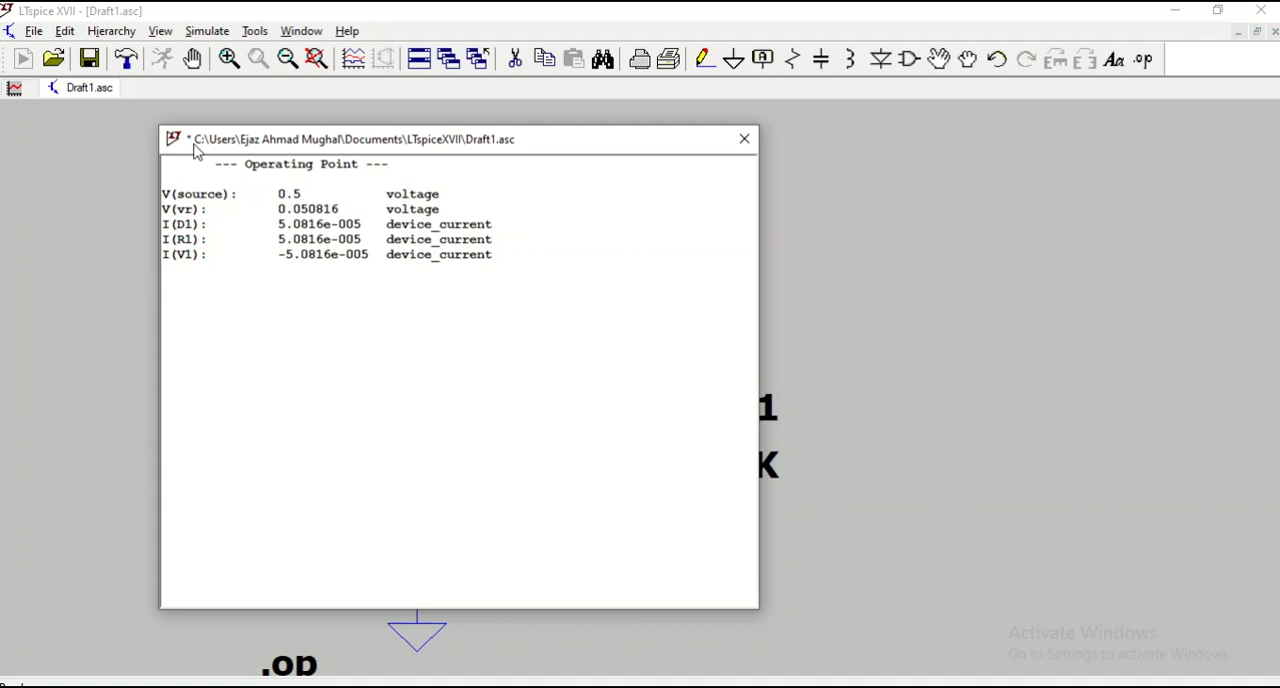 LTspice XVII - [Draft1.asc]
File Edit Hierarchy View Simulate Tools Window Help
Draft1.asc
* C:\Users\Ejaz Ahmad Mughal\Documents\LTspiceXVII\Draft1.asc
--- Operating Point ---
V(source): 0.5 voltage
V(vr): 0.050816 voltage
I(D1): 5.0816e-005 device_current
I(R1): 5.0816e-005 device_current
I(V1): -5.0816e-005 device_current
1
K
.op
Activate Windows
Go to Settings to activate Windows.